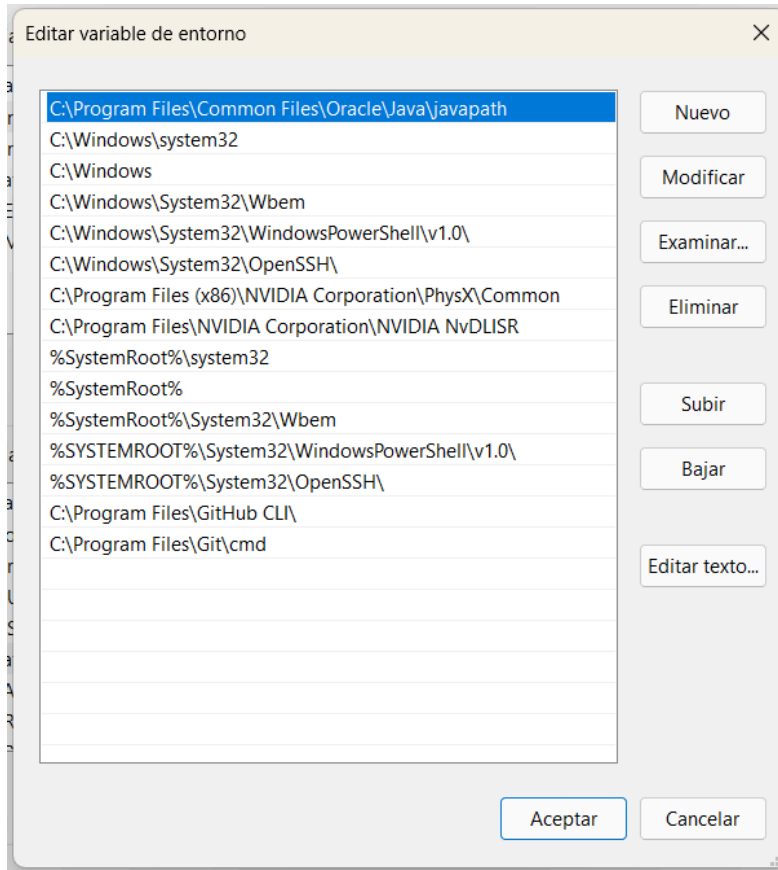 Editar variable de entorno
C:\Program Files\Common Files\Oracle\Java\javapath
C:\Windows\system32
C:\Windows
C:\Windows\System32\Wbem
C:\Windows\System32\WindowsPowerShell\v1.0\
C:\Windows\System32\OpenSSH\
C:\Program Files (x86)\NVIDIA Corporation\PhysX\Common
C:\Program Files\NVIDIA Corporation\NVIDIA NvDLISR
%SystemRoot%\system32
%SystemRoot%
%SystemRoot%\System32\Wbem
%SYSTEMROOT%\System32\WindowsPowerShell\v1.0\
%SYSTEMROOT%\System32\OpenSSH\
C:\Program Files\GitHub CLI\
C:\Program Files\Git\cmd
Nuevo
Modificar
Examinar...
Eliminar
Subir
Bajar
Editar texto...
Aceptar
Cancelar